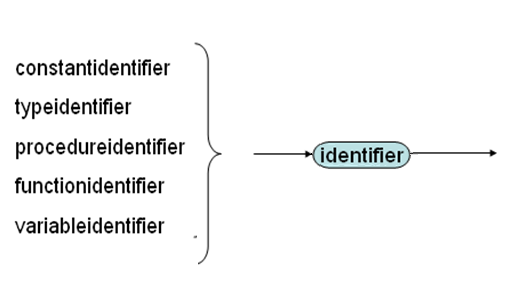 constantidentifier
typeidentifier
procedureidentifier
functionidentifier
variableidentifier
identifier